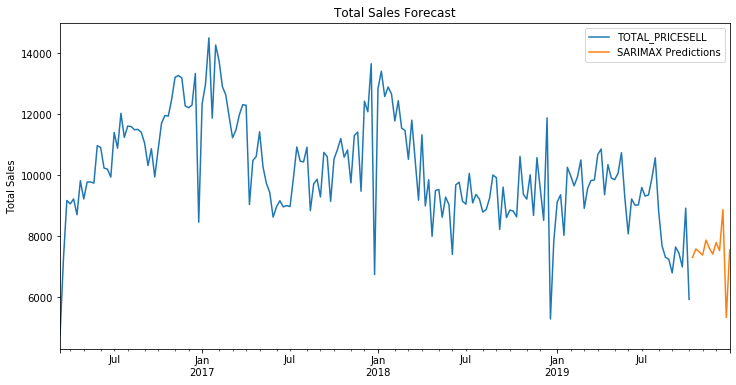 Total Sales Forecast
TOTAL_PRICESELL
SARIMAX Predictions
14000
12000
10000
8000
6000
Total Sales
Jul
Jan
2017
Jul
Jan
2018
Jul
Jan
2019
Jul